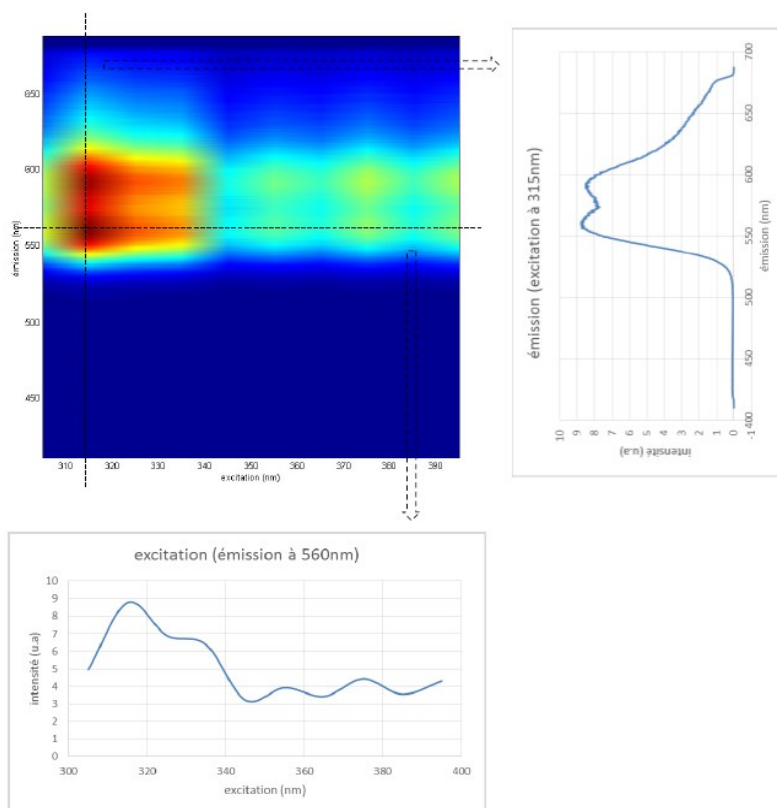 650
600
550
500
450
émission (nm)
310 320 330 340 350 360 370 380 390
excitation (nm)
émission (excitation à 315nm)
10 9 8 7 6 5 4 3 2 1 0 -1
intensité (u.a)
400 450 500 550 600 650 700
émission (nm)
excitation (émission à 560nm)
10
9
8
7
6
5
4
3
2
1
0
intensité (u.a)
300 320 340 360 380 400
excitation (nm)